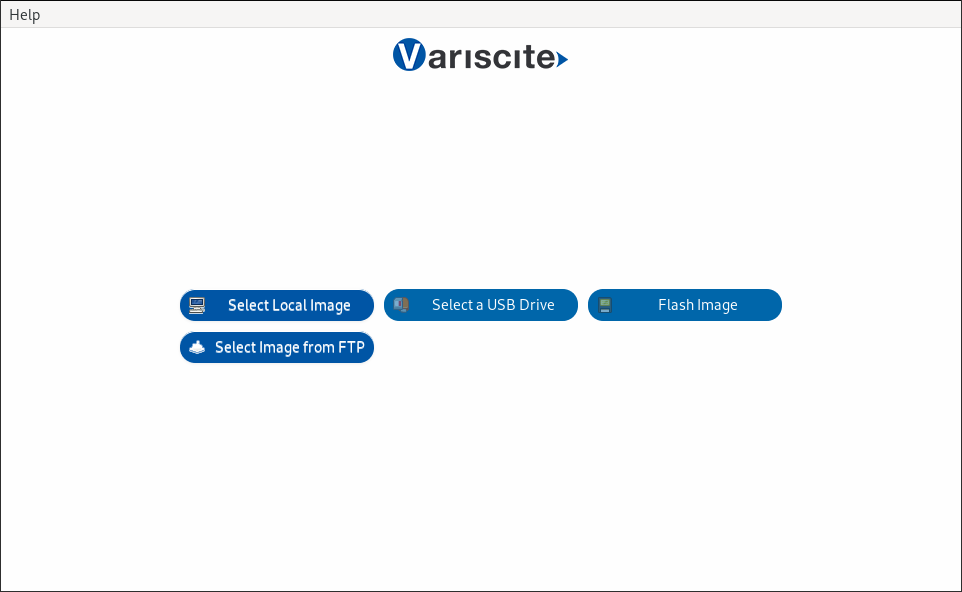 Help
Variscite
Select Local Image
Select a USB Drive
Flash Image
Select Image from FTP